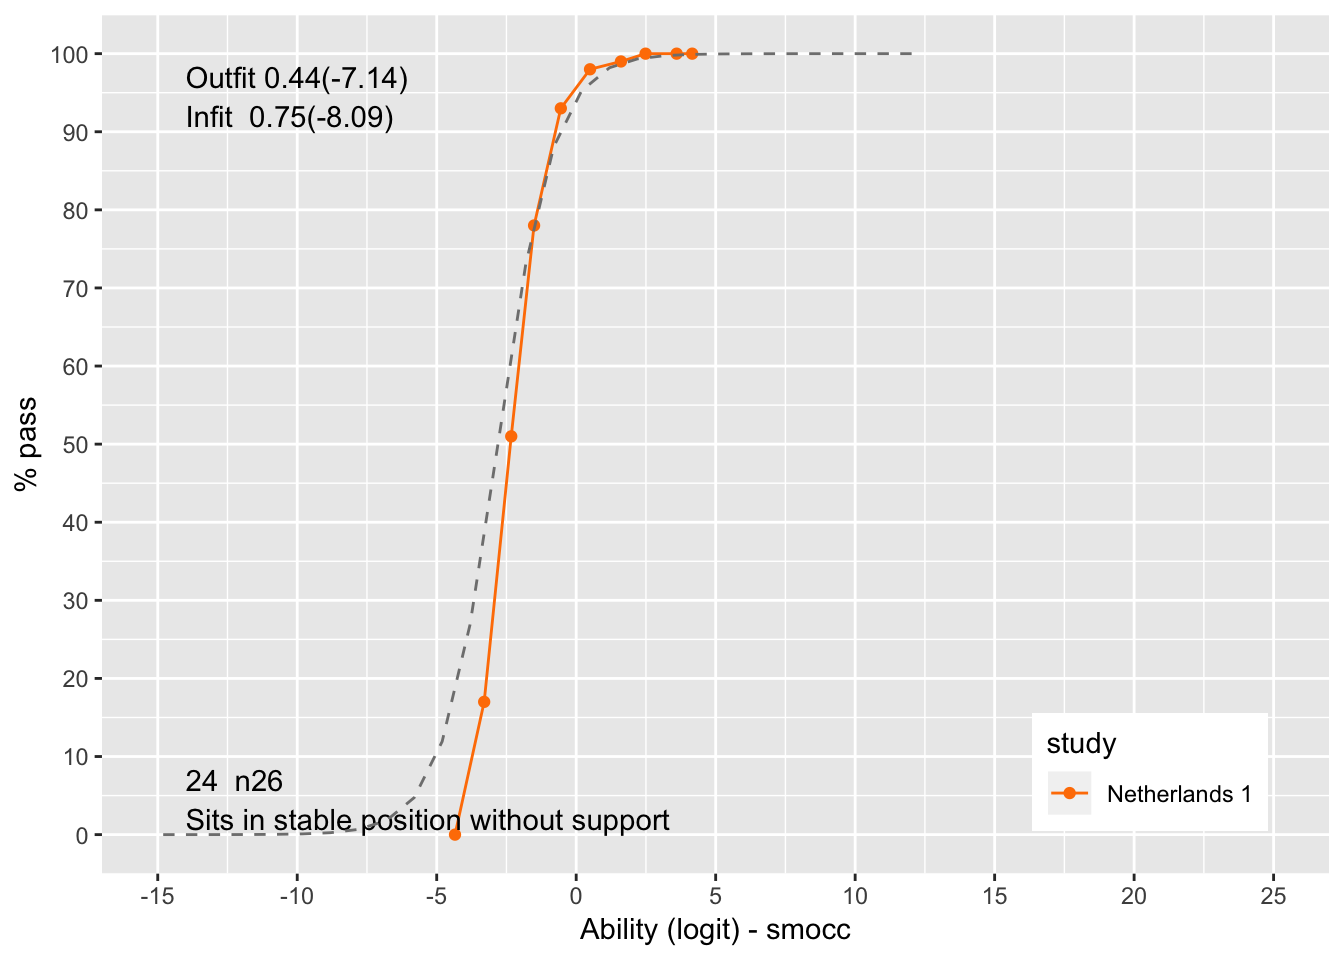 100
90
80
70
60
50
40
30
20
10
0
% pass
Outfit 0.44(-7.14)
Infit  0.75(-8.09)
24  n26
Sits in stable position without support
study
Netherlands 1
-15 -10 -5 0 5 10 15 20 25
Ability (logit) - smocc